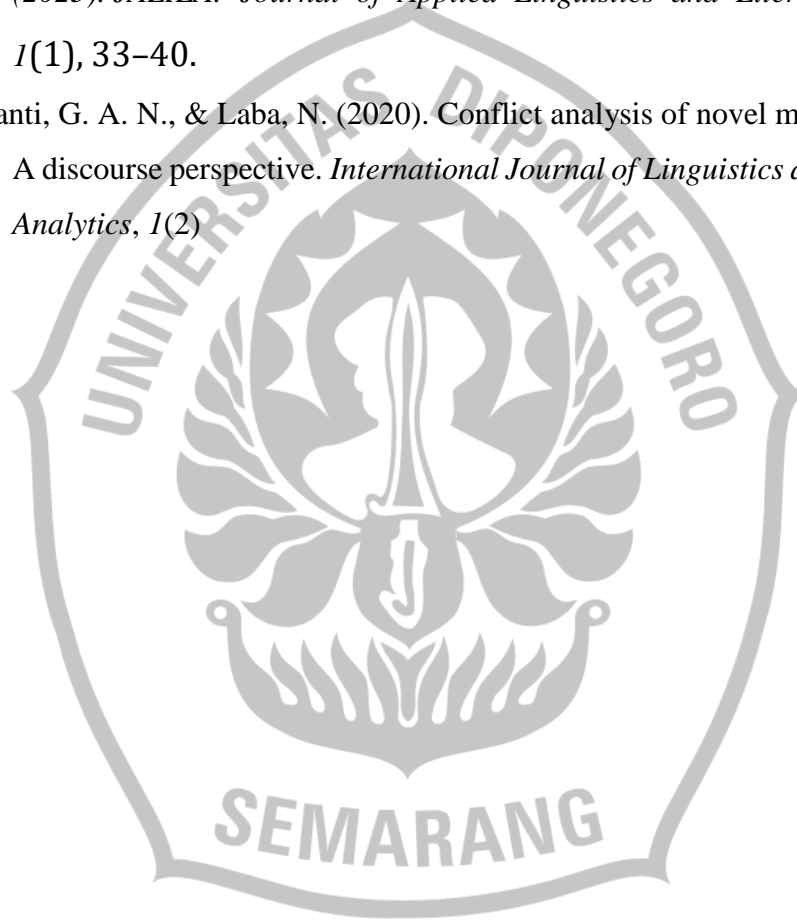 1(1), 33–40.
anti, G. A. N., & Laba, N. (2020). Conflict analysis of novel m
A discourse perspective. International Journal of Linguistics
Analytics, 1(2)
UNIVERSITAS DIPONEGORO
SEMARANG